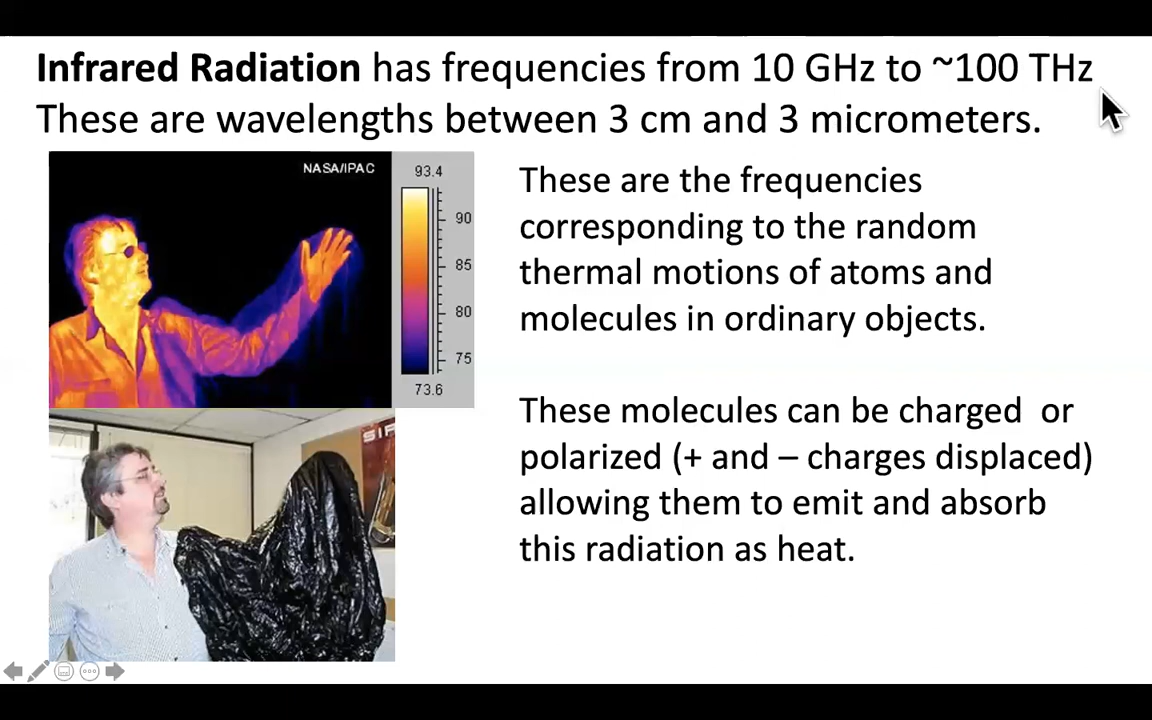 Infrared Radiation has frequencies from 10 GHz to ~100 THz
These are wavelengths between 3 cm and 3 micrometers.
NASA/IPAC
93.4
90
85
80
75
73.6
These are the frequencies
corresponding to the random
thermal motions of atoms and
molecules in ordinary objects.
These molecules can be charged  or
polarized (+ and – charges displaced)
allowing them to emit and absorb
this radiation as heat.